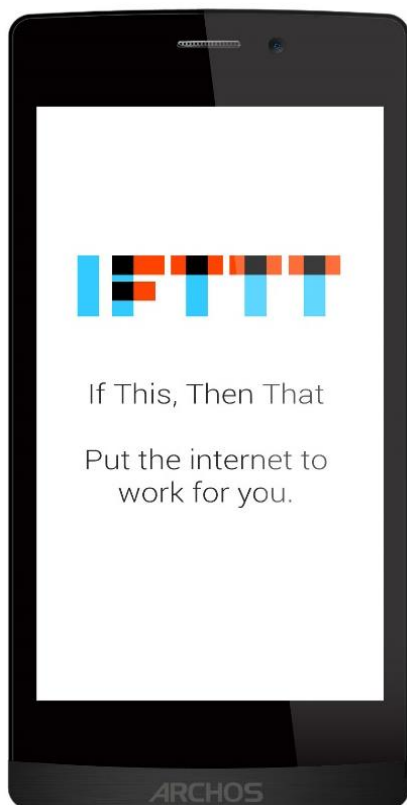 IFTTT
If This, Then That
Put the internet to
work for you.
ARCHOS